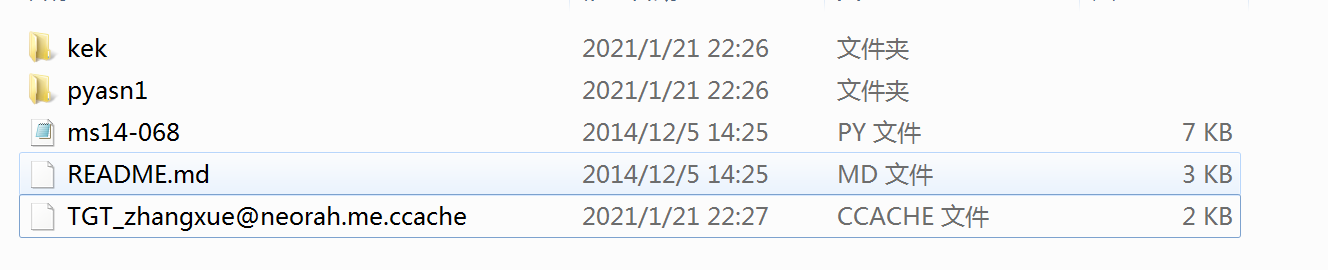 kek 2021/1/21 22:26 文件夹
pyasn1 2021/1/21 22:26 文件夹
ms14-068 2014/12/5 14:25 PY 文件 7 KB
README.md 2014/12/5 14:25 MD 文件 3 KB
TGT_zhangxue@neorah.me.ccache 2021/1/21 22:27 CCACHE 文件 2 KB